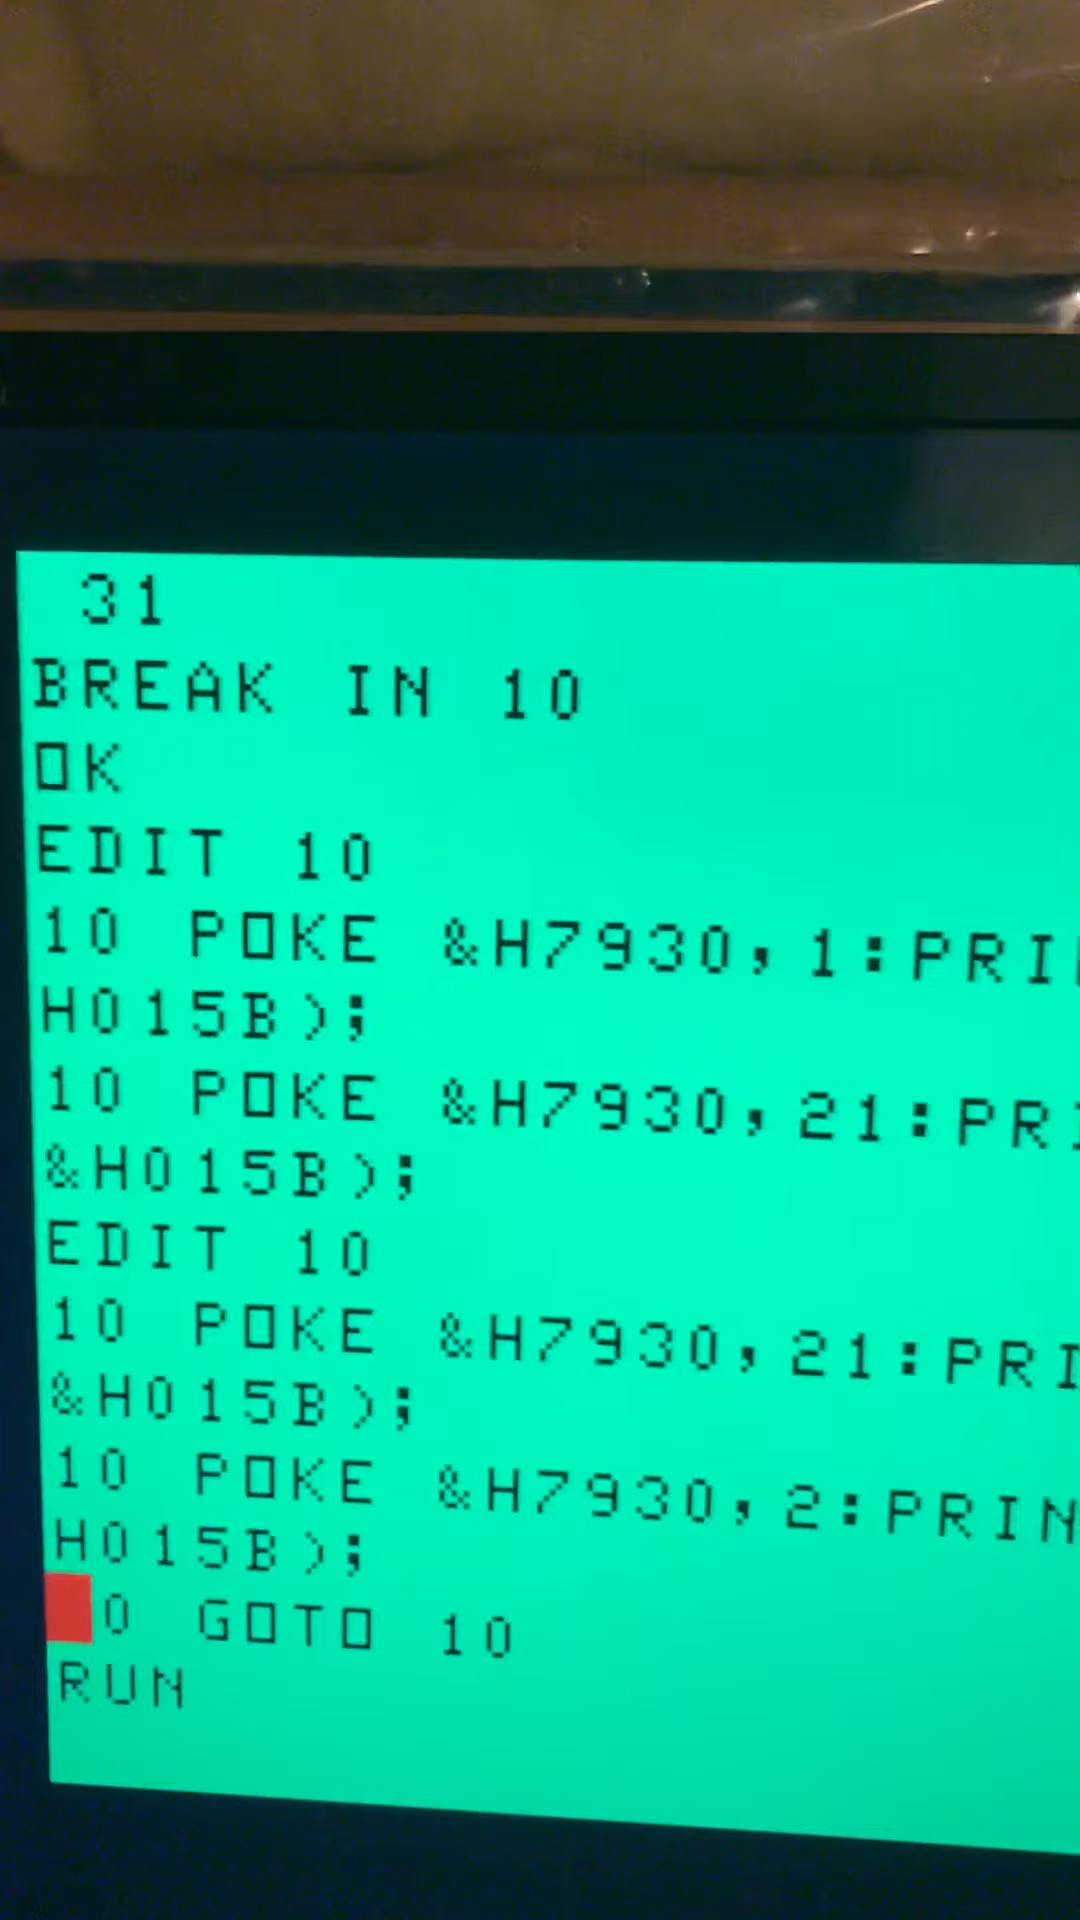 31
BREAK IN 10
OK
EDIT 10
10 POKE &H7930,1:PRI
H015B);
10 POKE &H7930,21:PRI
&H015B);
EDIT 10
10 POKE &H7930,21:PRI
&H015B);
10 POKE &H7930,2:PRIN
H015B);
0 GOTO 10
RUN